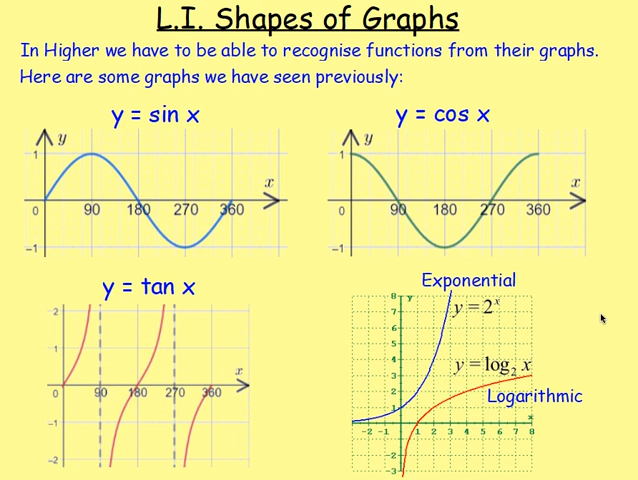 L.I. Shapes of Graphs
In Higher we have to be able to recognise functions from their graphs.
Here are some graphs we have seen previously:
y = sin x
y = cos x
y
1
x
0 90 180 270 360
-1
y
1
x
0 90 180 270 360
-1
y = tan x
2
1
x
0 90 180 270 360
-1
-2
Exponential
8 y
y = 2ˣ
7
6
5
4
y = log₂ x
3
2
Logarithmic
1
x
-2 -1 1 2 3 4 5 6 7 8
-2
-3